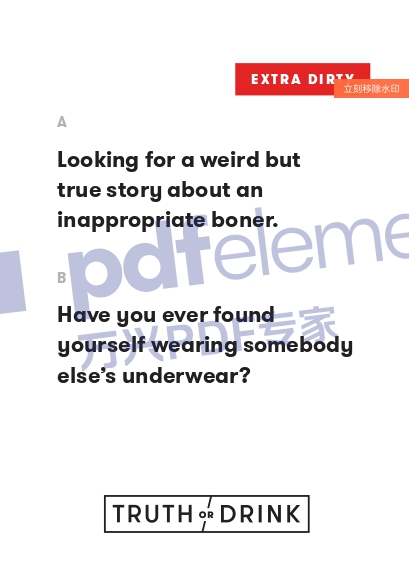 EXTRA DIRTY
立刻移除水印
A
Looking for a weird but
true story about an
inappropriate boner.
pdfeleme
B
Have you ever found
yourself wearing somebody
else’s underwear?
万兴PDF专家
TRUTH OR DRINK